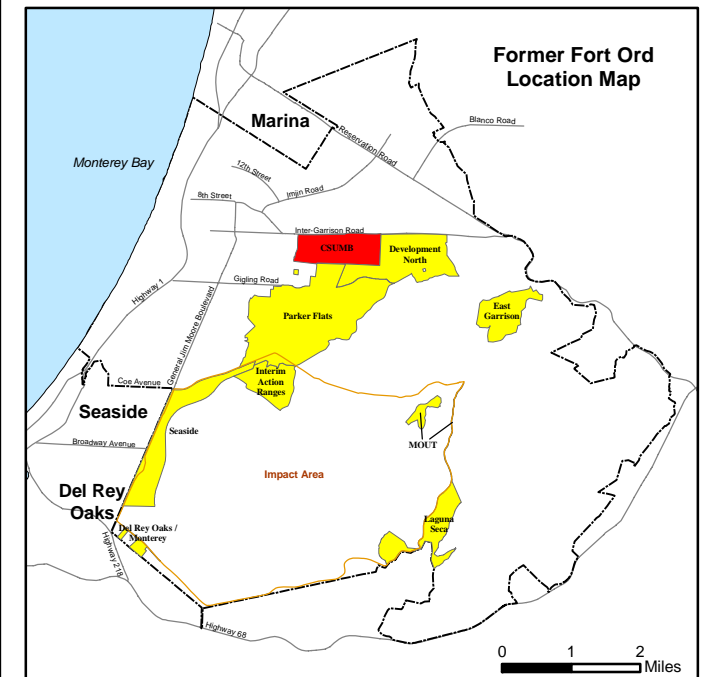 Former Fort Ord
Location Map
Marina
Blanco Road
Reservation Road
Monterey Bay
12th Street
Imjin Road
8th Street
Inter-Garrison Road
CSUMB
Development
North
Gigling Road
Highway 1
General Jim Moore Boulevard
Parker Flats
East
Garrison
Interim
Action
Ranges
Coe Avenue
Seaside
Seaside
Broadway Avenue
MOUT
Impact Area
Del Rey
Oaks
Laguna
Seca
Del Rey Oaks /
Monterey
Highway 218
Highway 68
0 1 2
Miles